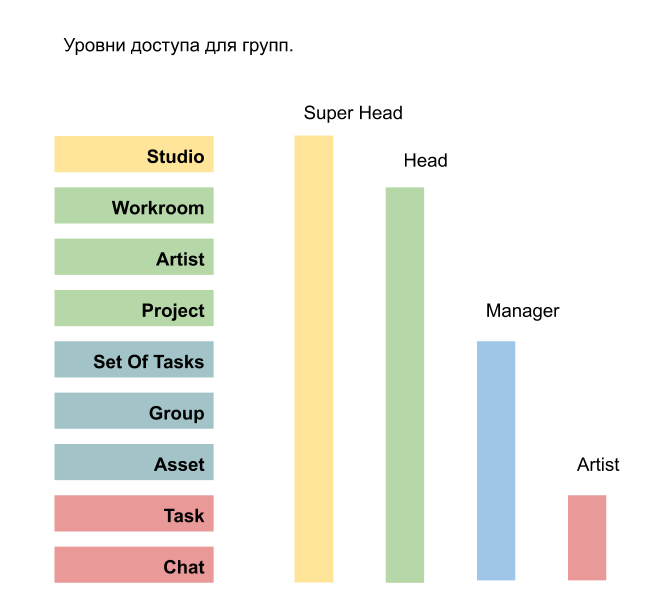 Уровни доступа для групп.
Super Head
Studio
Head
Workroom
Artist
Project
Manager
Set Of Tasks
Group
Asset
Artist
Task
Chat